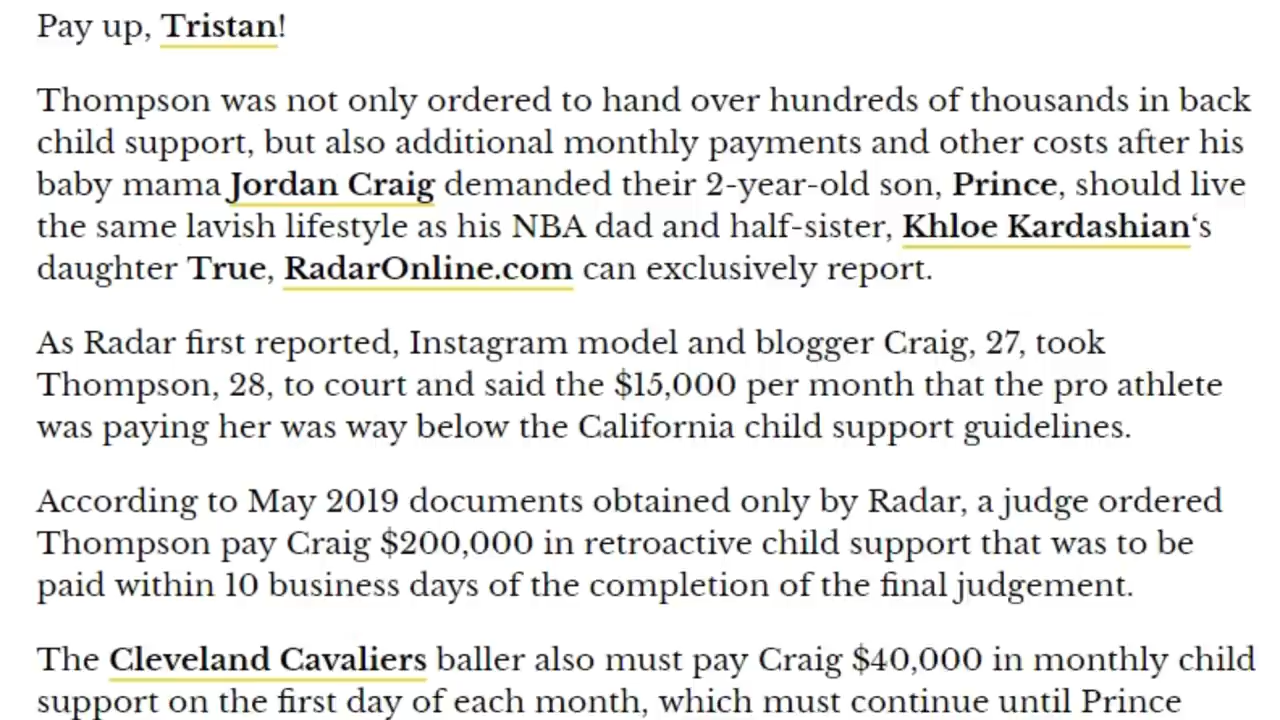 Pay up, Tristan!
Thompson was not only ordered to hand over hundreds of thousands in back
child support, but also additional monthly payments and other costs after his
baby mama Jordan Craig demanded their 2-year-old son, Prince, should live
the same lavish lifestyle as his NBA dad and half-sister, Khloe Kardashian‘s
daughter True, RadarOnline.com can exclusively report.
As Radar first reported, Instagram model and blogger Craig, 27, took
Thompson, 28, to court and said the $15,000 per month that the pro athlete
was paying her was way below the California child support guidelines.
According to May 2019 documents obtained only by Radar, a judge ordered
Thompson pay Craig $200,000 in retroactive child support that was to be
paid within 10 business days of the completion of the final judgement.
The Cleveland Cavaliers baller also must pay Craig $40,000 in monthly child
support on the first day of each month, which must continue until Prince